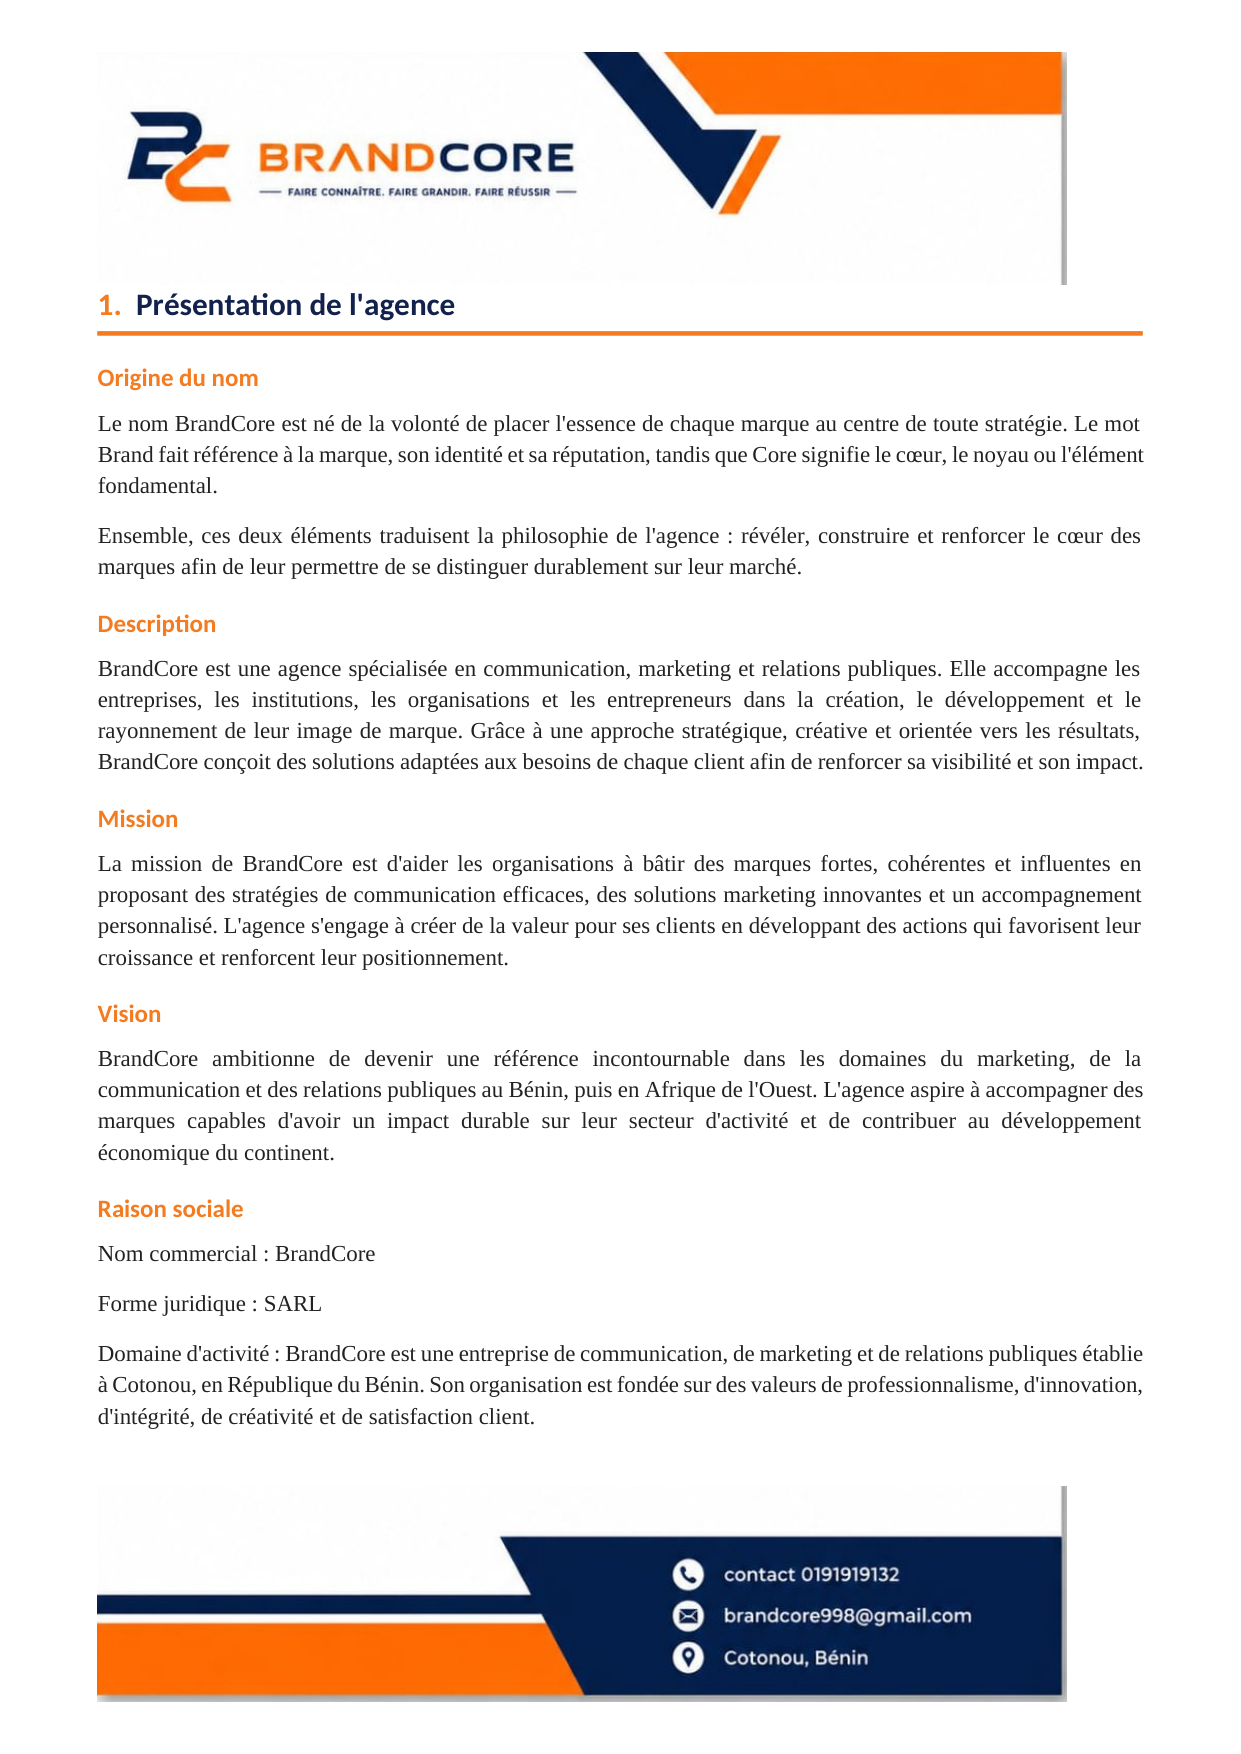 BRANDCORE
FAIRE CONNAÎTRE. FAIRE GRANDIR. FAIRE RÉUSSIR
1. Présentation de l'agence
Origine du nom
Le nom BrandCore est né de la volonté de placer l'essence de chaque marque au centre de toute stratégie. Le mot
Brand fait référence à la marque, son identité et sa réputation, tandis que Core signifie le cœur, le noyau ou l'élément
fondamental.
Ensemble, ces deux éléments traduisent la philosophie de l'agence : révéler, construire et renforcer le cœur des
marques afin de leur permettre de se distinguer durablement sur leur marché.
Description
BrandCore est une agence spécialisée en communication, marketing et relations publiques. Elle accompagne les
entreprises, les institutions, les organisations et les entrepreneurs dans la création, le développement et le
rayonnement de leur image de marque. Grâce à une approche stratégique, créative et orientée vers les résultats,
BrandCore conçoit des solutions adaptées aux besoins de chaque client afin de renforcer sa visibilité et son impact.
Mission
La mission de BrandCore est d'aider les organisations à bâtir des marques fortes, cohérentes et influentes en
proposant des stratégies de communication efficaces, des solutions marketing innovantes et un accompagnement
personnalisé. L'agence s'engage à créer de la valeur pour ses clients en développant des actions qui favorisent leur
croissance et renforcent leur positionnement.
Vision
BrandCore ambitionne de devenir une référence incontournable dans les domaines du marketing, de la
communication et des relations publiques au Bénin, puis en Afrique de l'Ouest. L'agence aspire à accompagner des
marques capables d'avoir un impact durable sur leur secteur d'activité et de contribuer au développement
économique du continent.
Raison sociale
Nom commercial : BrandCore
Forme juridique : SARL
Domaine d'activité : BrandCore est une entreprise de communication, de marketing et de relations publiques établie
à Cotonou, en République du Bénin. Son organisation est fondée sur des valeurs de professionnalisme, d'innovation,
d'intégrité, de créativité et de satisfaction client.
contact 0191919132
brandcore998@gmail.com
Cotonou, Bénin